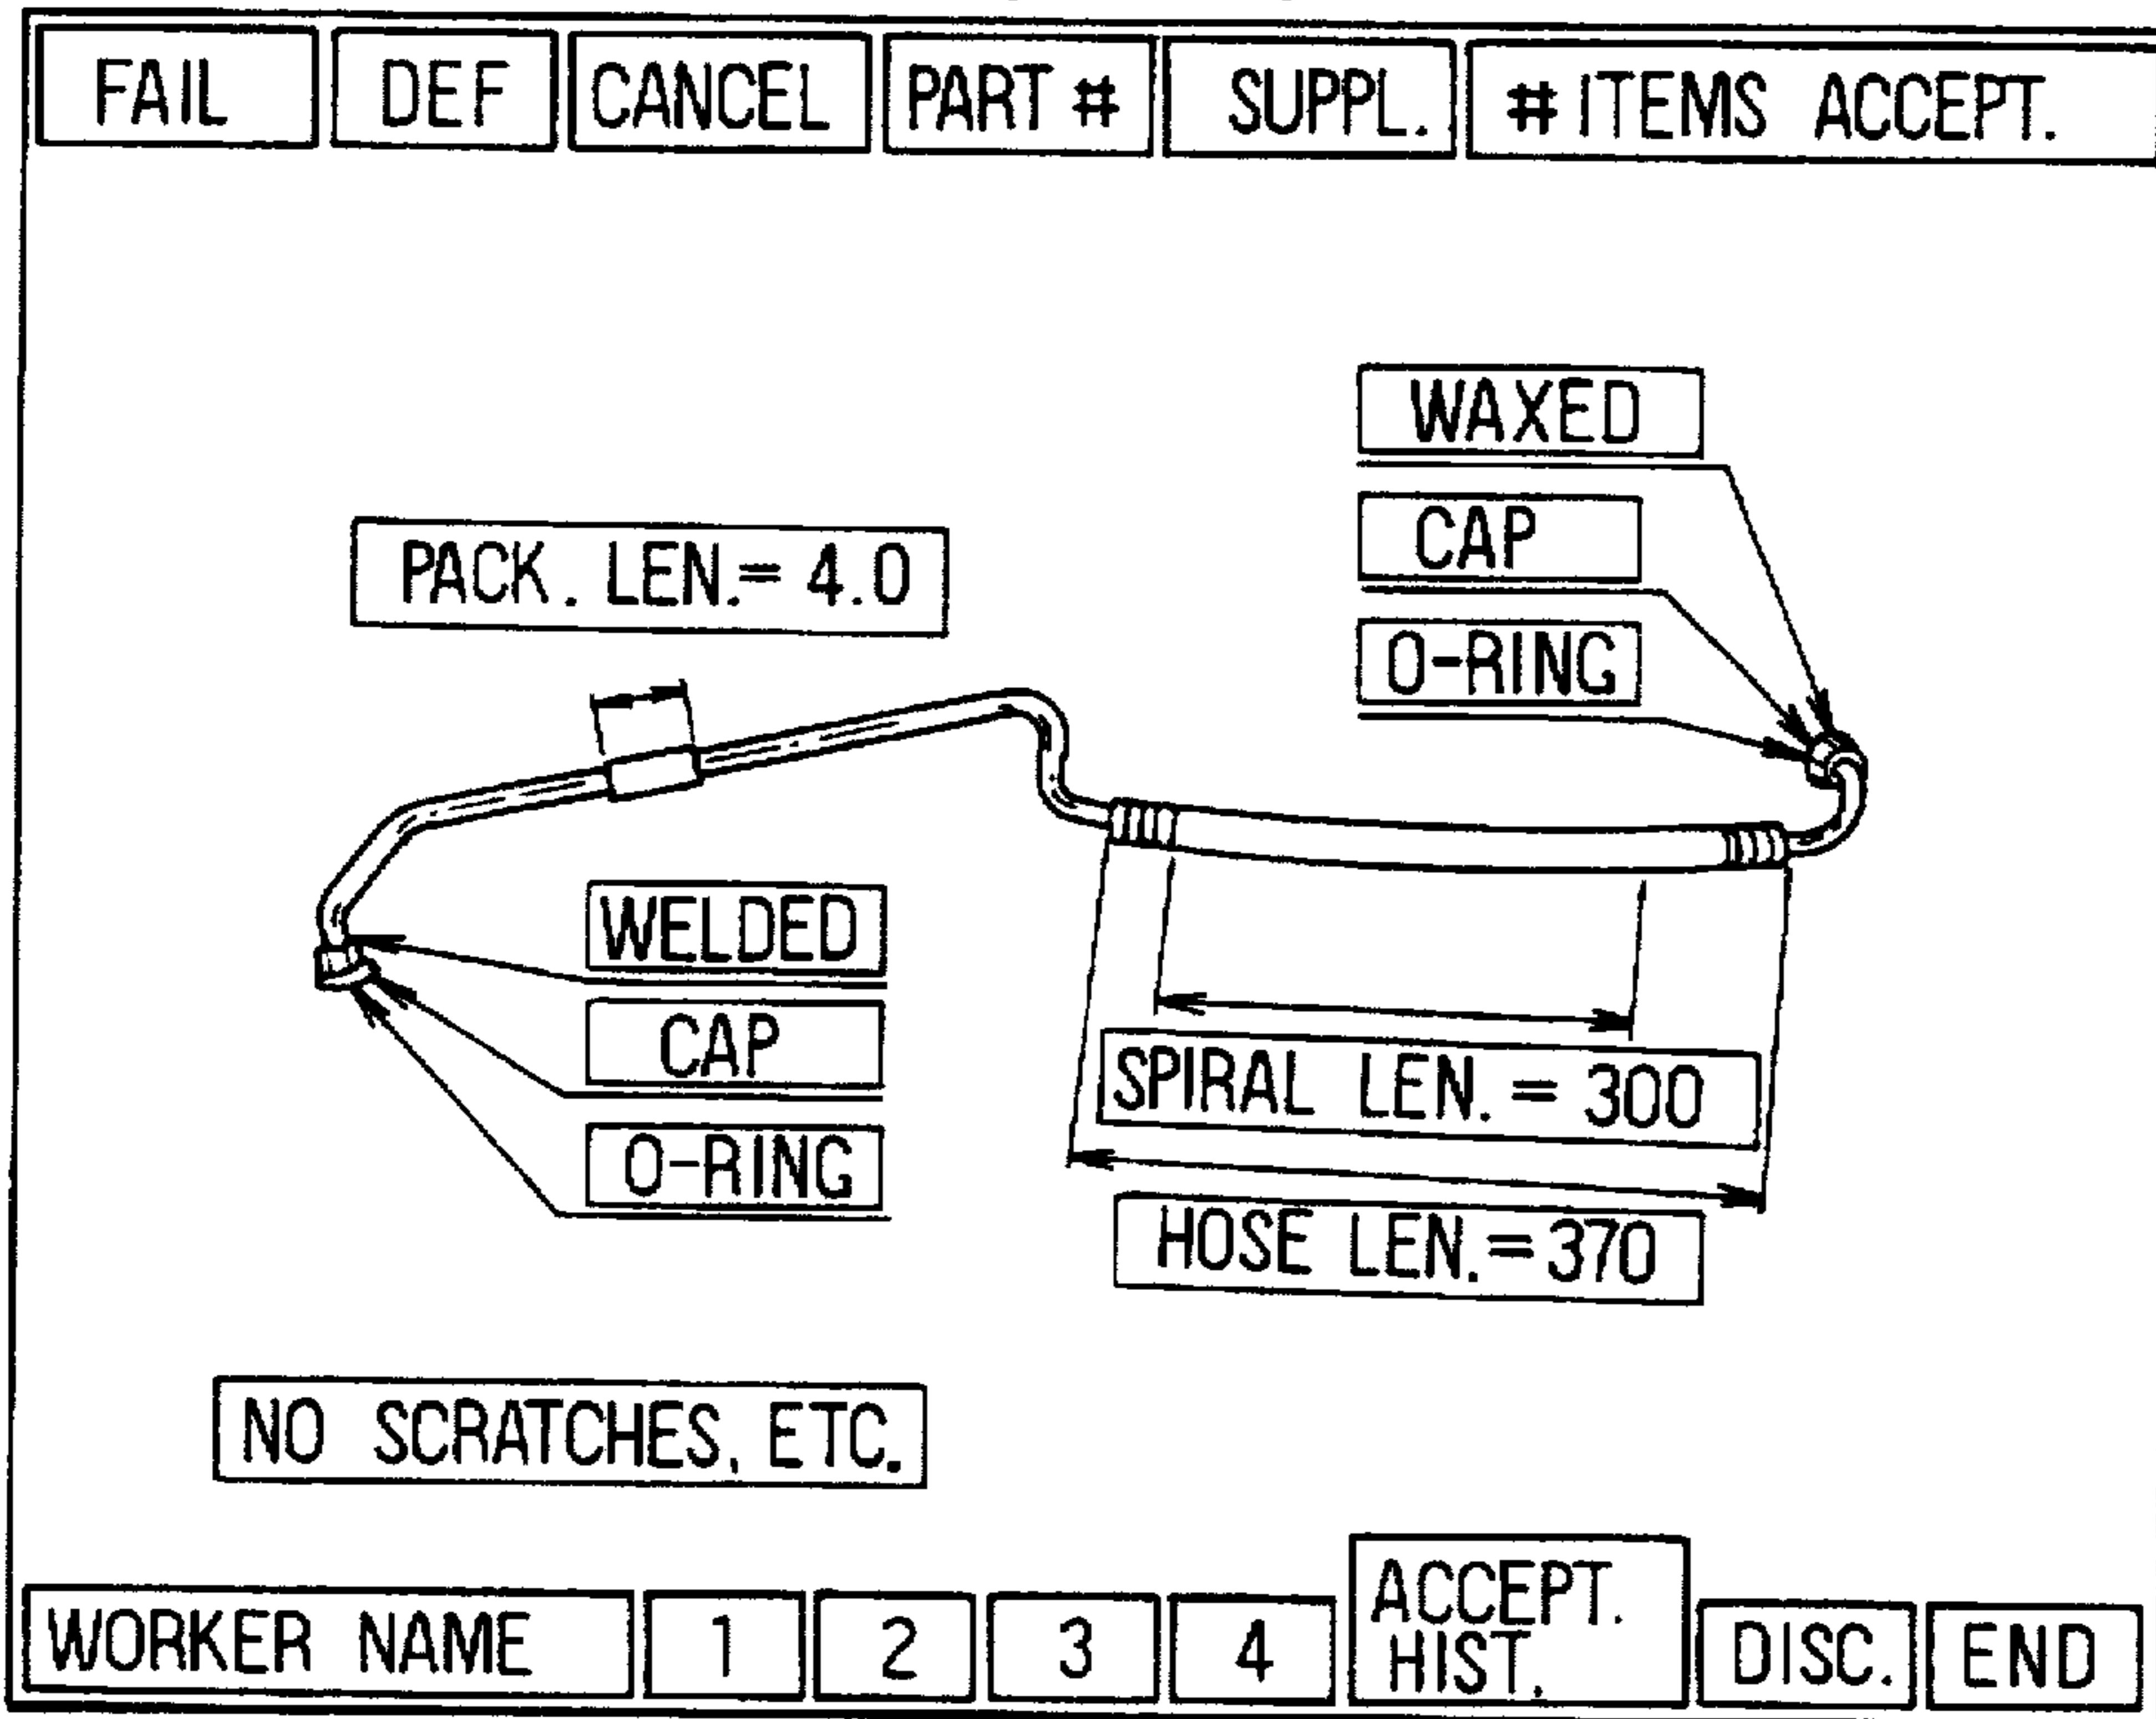 FAIL DEF CANCEL PART # SUPPL. # ITEMS ACCEPT.
WAXED
CAP
O-RING
PACK. LEN.= 4.0
WELDED
CAP
O-RING
SPIRAL LEN. = 300
HOSE LEN.=370
NO SCRATCHES, ETC.
WORKER NAME 1 2 3 4 ACCEPT.
HIST. DISC. END